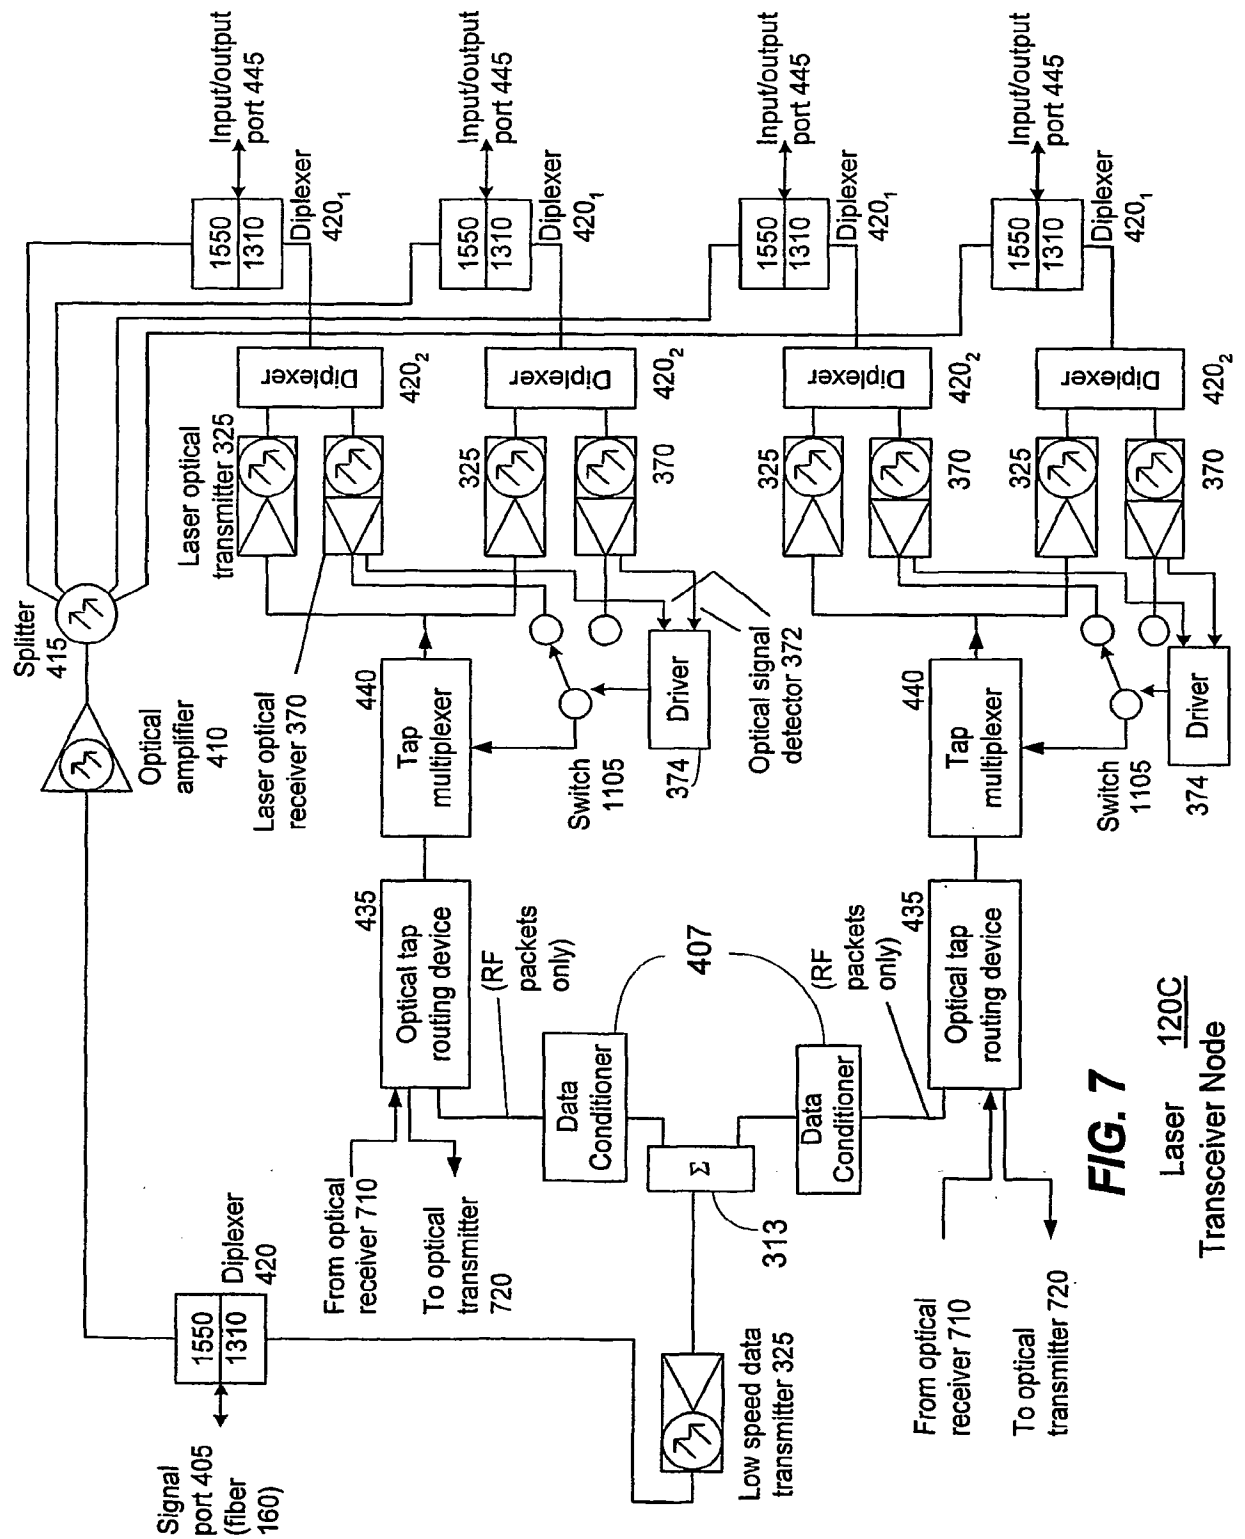 Signal
port 405
(fiber
160)
1550
1310
Diplexer
420
Optical
amplifier
410
Splitter
415
Laser optical
transmitter 325
Laser optical
receiver 370
1550
1310
Input/output
port 445
Diplexer
420₁
Diplexer
420₂
1550
1310
Input/output
port 445
Diplexer
420₁
325
370
Diplexer
420₂
From optical
receiver 710
To optical
transmitter
720
Optical tap
routing device
435
Tap
multiplexer
440
(RF
packets
only)
Switch
1105
Driver
374
Optical signal
detector 372
Data
Conditioner
407
Σ
313
Data
Conditioner
Low speed data
transmitter 325
1550
1310
Input/output
port 445
Diplexer
420₁
325
370
Diplexer
420₂
1550
1310
Input/output
port 445
Diplexer
420₁
325
370
Diplexer
420₂
(RF
packets
only)
From optical
receiver 710
To optical
transmitter 720
Optical tap
routing device
435
Tap
multiplexer
440
Switch
1105
Driver
374
FIG. 7
Laser 120C
Transceiver Node